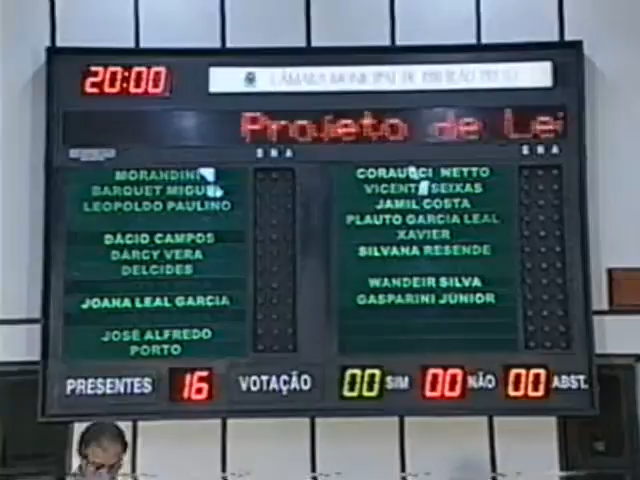 20:00
CÂMARA MUNICIPAL DE RIBEIRÃO PRETO
Projeto de Lei
S N A
S N A
MORANDINI
BARQUET MIGUEL
LEOPOLDO PAULINO
DÁCIO CAMPOS
DARCY VERA
DELCIDES
JOANA LEAL GARCIA
JOSÉ ALFREDO
PORTO
CORAUCCI NETTO
VICENTE SEIXAS
JAMIL COSTA
PLAUTO GARCIA LEAL
XAVIER
SILVANA RESENDE
WANDEIR SILVA
GASPARINI JÚNIOR
PRESENTES 16 VOTAÇÃO 00 SIM 00 NÃO 00 ABST.